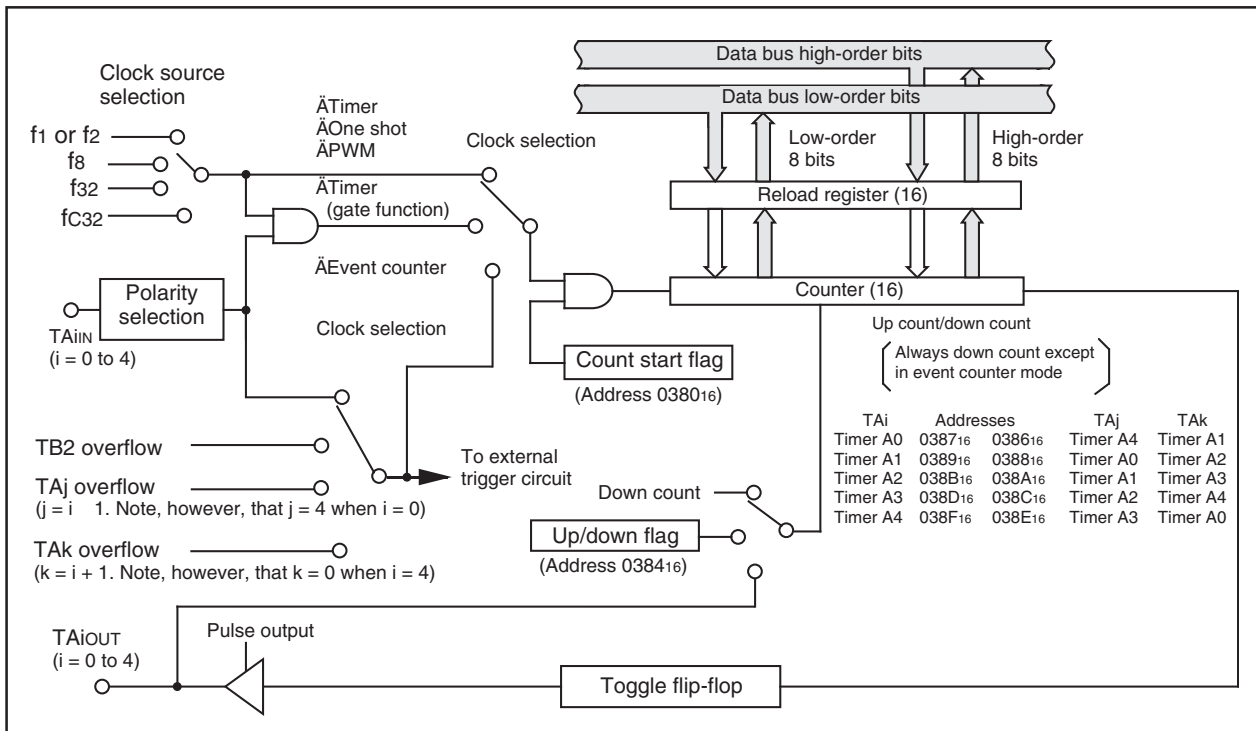 Data bus high-order bits
Data bus low-order bits
Clock source
selection
f1 or f2
f8
f32
fC32
ÄTimer
ÄOne shot
ÄPWM
Clock selection
Low-order
8 bits
High-order
8 bits
Reload register (16)
ÄTimer
(gate function)
ÄEvent counter
Counter (16)
Polarity
selection
TAiIN
(i = 0 to 4)
Clock selection
Up count/down count
Always down count except
in event counter mode
Count start flag
(Address 038016)
TAi Addresses TAj TAk
Timer A0 038716 038616 Timer A4 Timer A1
Timer A1 038916 038816 Timer A0 Timer A2
Timer A2 038B16 038A16 Timer A1 Timer A3
Timer A3 038D16 038C16 Timer A2 Timer A4
Timer A4 038F16 038E16 Timer A3 Timer A0
TB2 overflow
To external
trigger circuit
TAj overflow
(j = i 1. Note, however, that j = 4 when i = 0)
Down count
Up/down flag
(Address 038416)
TAk overflow
(k = i + 1. Note, however, that k = 0 when i = 4)
TAiOUT
(i = 0 to 4)
Pulse output
Toggle flip-flop